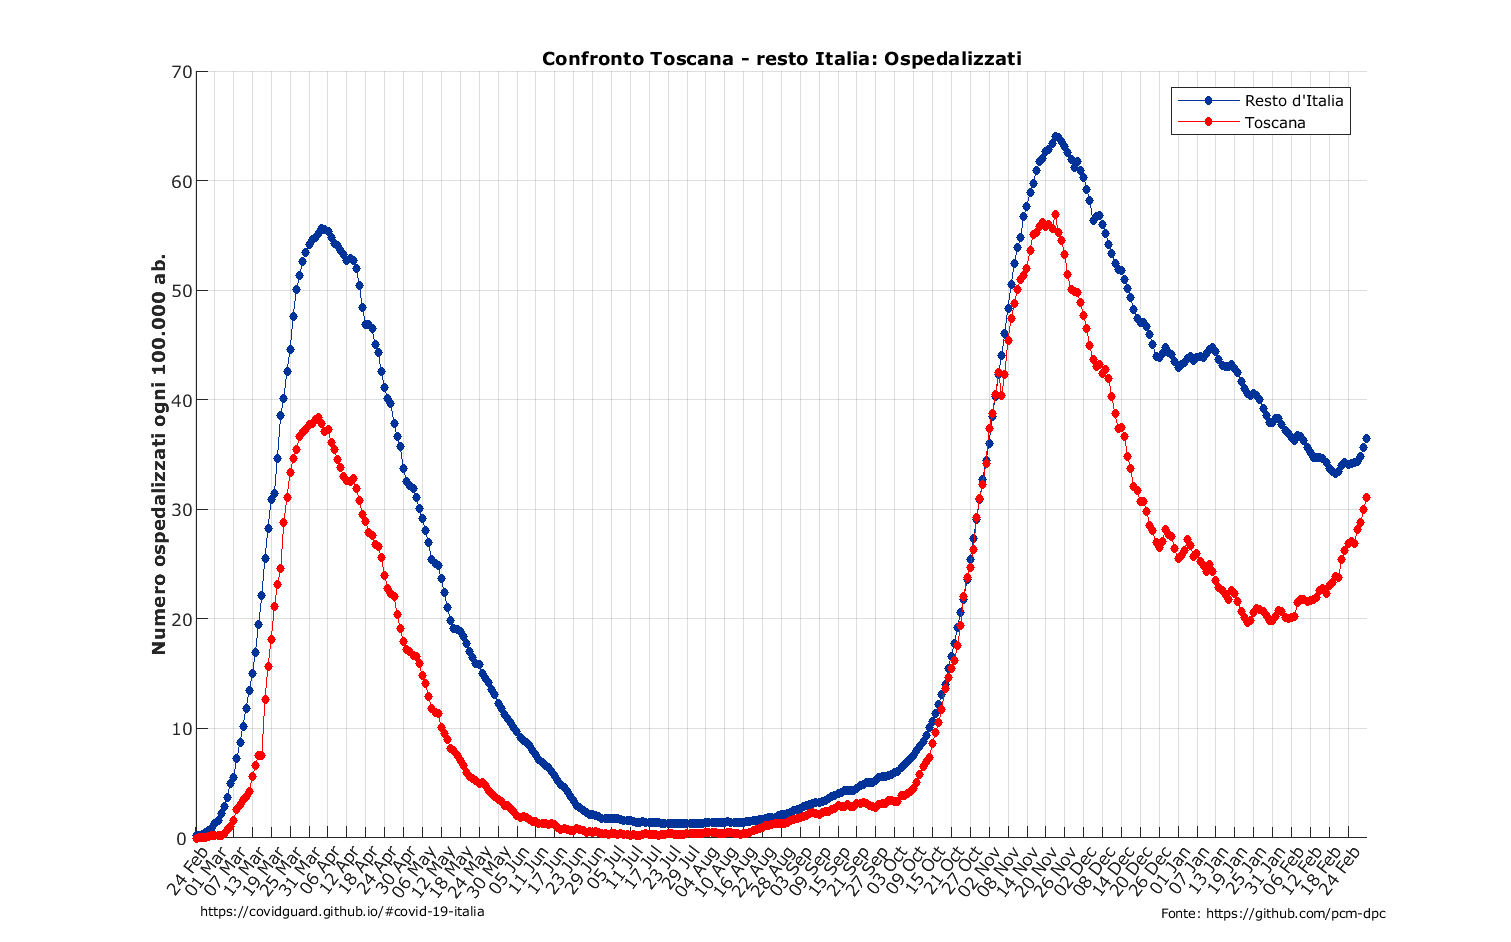 Confronto Toscana - resto Italia: Ospedalizzati
Resto d'Italia
Toscana
Numero ospedalizzati ogni 100.000 ab.
70
60
50
40
30
20
10
0
24 Feb
01 Mar
07 Mar
13 Mar
19 Mar
25 Mar
31 Mar
06 Apr
12 Apr
18 Apr
24 Apr
30 Apr
06 May
12 May
18 May
24 May
30 May
05 Jun
11 Jun
17 Jun
23 Jun
29 Jun
05 Jul
11 Jul
17 Jul
23 Jul
29 Jul
04 Aug
10 Aug
16 Aug
22 Aug
28 Aug
03 Sep
09 Sep
15 Sep
21 Sep
27 Sep
03 Oct
09 Oct
15 Oct
21 Oct
27 Oct
02 Nov
08 Nov
14 Nov
20 Nov
26 Nov
02 Dec
08 Dec
14 Dec
20 Dec
26 Dec
01 Jan
07 Jan
13 Jan
19 Jan
25 Jan
31 Jan
06 Feb
12 Feb
18 Feb
24 Feb
https://covidguard.github.io/#covid-19-italia
Fonte: https://github.com/pcm-dpc